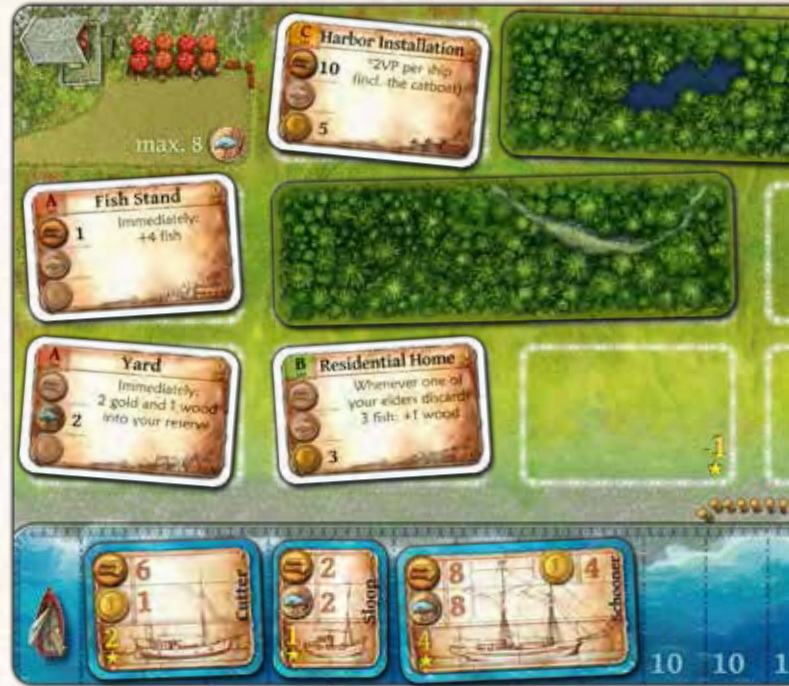 max. 8
C Harbor Installation
10 *2VP per ship
(incl. the catboat)
5
A Fish Stand
1 Immediately:
+4 fish
A Yard
Immediately:
2 gold and 1 wood
2 into your reserve
B Residential Home
Whenever one of
your elders discards
3 fish: +1 wood
3
-1
6
1
2
Cutter
2
2
1
Sloop
8 1 4
8
4
Schooner
10 10 1